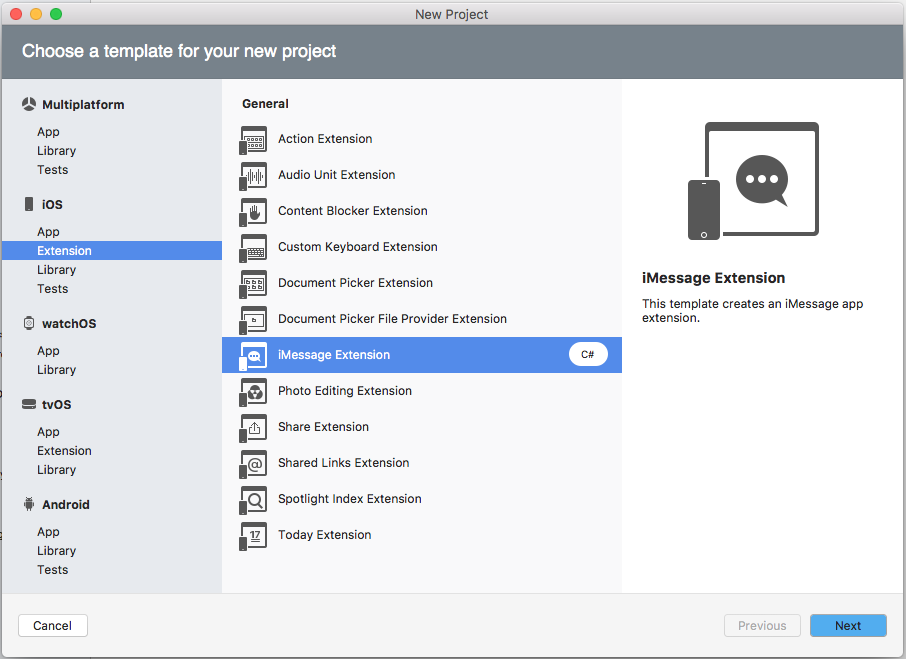 New Project
Choose a template for your new project
Multiplatform
App
Library
Tests
iOS
App
Extension
Library
Tests
watchOS
App
Library
tvOS
App
Extension
Library
Android
App
Library
Tests
General
Action Extension
Audio Unit Extension
Content Blocker Extension
Custom Keyboard Extension
Document Picker Extension
Document Picker File Provider Extension
iMessage Extension C#
Photo Editing Extension
Share Extension
@ Shared Links Extension
Spotlight Index Extension
17 Today Extension
iMessage Extension
This template creates an iMessage app
extension.
Cancel
Previous
Next